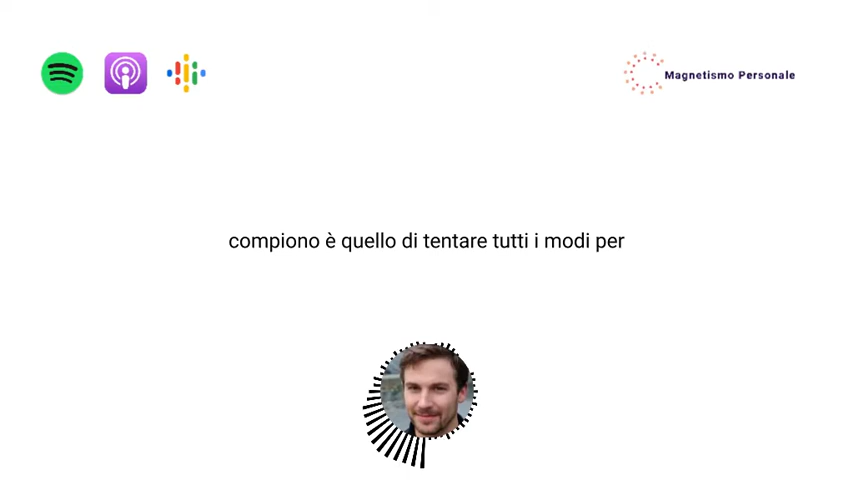 Magnetismo Personale
compiono è quello di tentare tutti i modi per